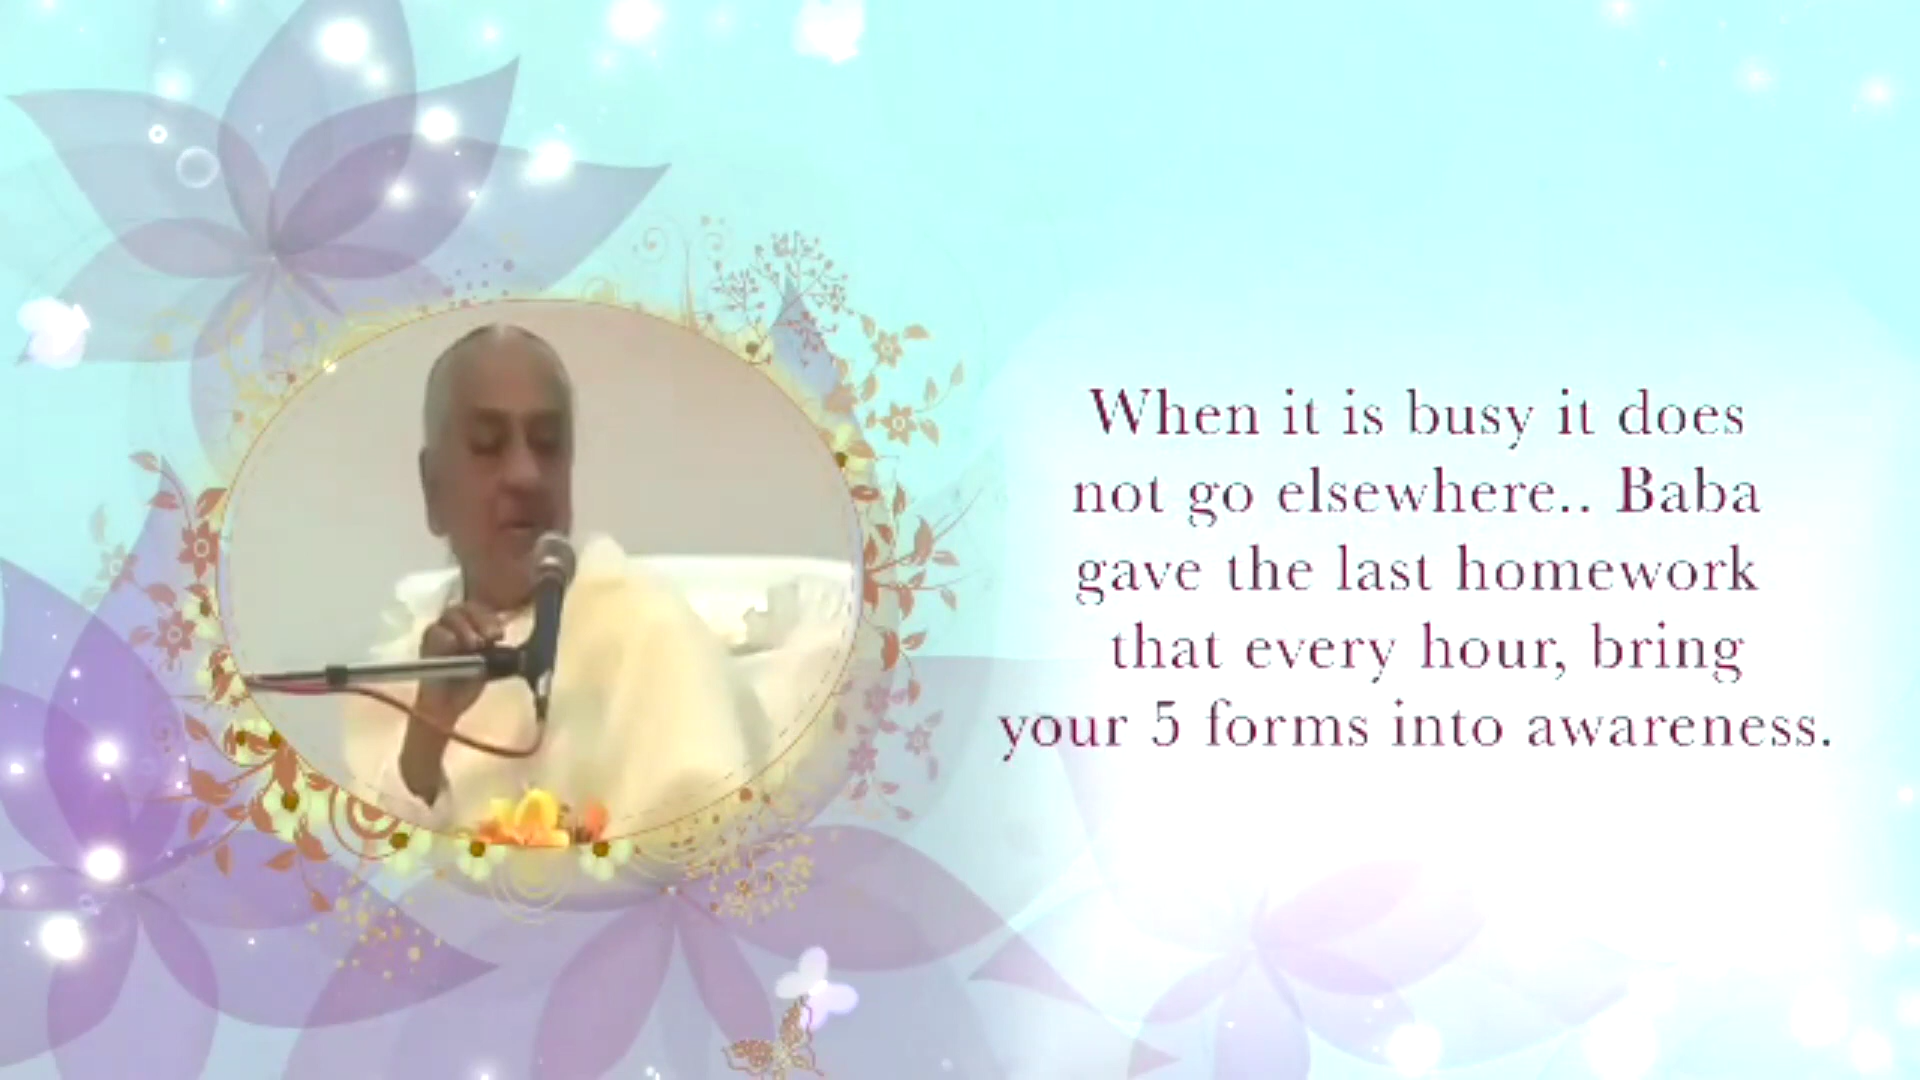 When it is busy it does
not go elsewhere.. Baba
gave the last homework
that every hour, bring
your 5 forms into awareness.